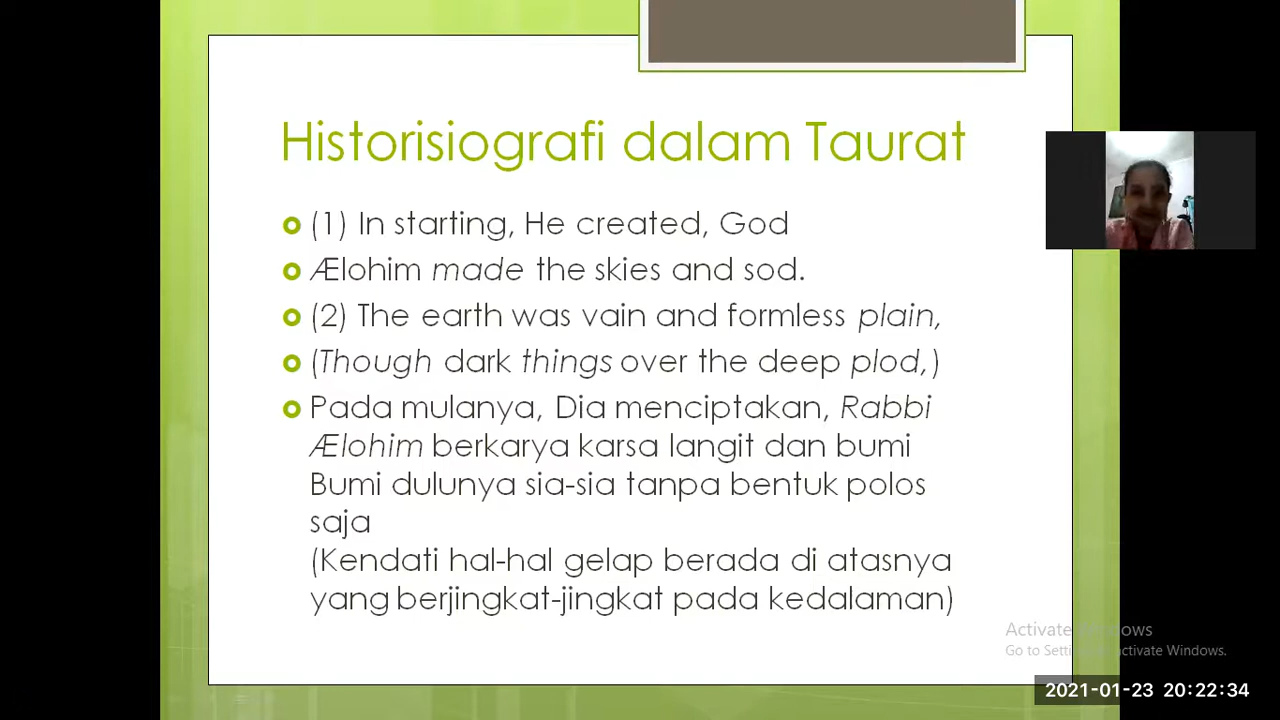 Historisiografi dalam Taurat
(1) In starting, He created, God
Ælohim made the skies and sod.
(2) The earth was vain and formless plain,
(Though dark things over the deep plod,)
Pada mulanya, Dia menciptakan, Rabbi
Ælohim berkarya karsa langit dan bumi
Bumi dulunya sia-sia tanpa bentuk polos
saja
(Kendati hal-hal gelap berada di atasnya
yang berjingkat-jingkat pada kedalaman)
Activate Windows
Go to Settings to activate Windows.
2021-01-23 20:22:34